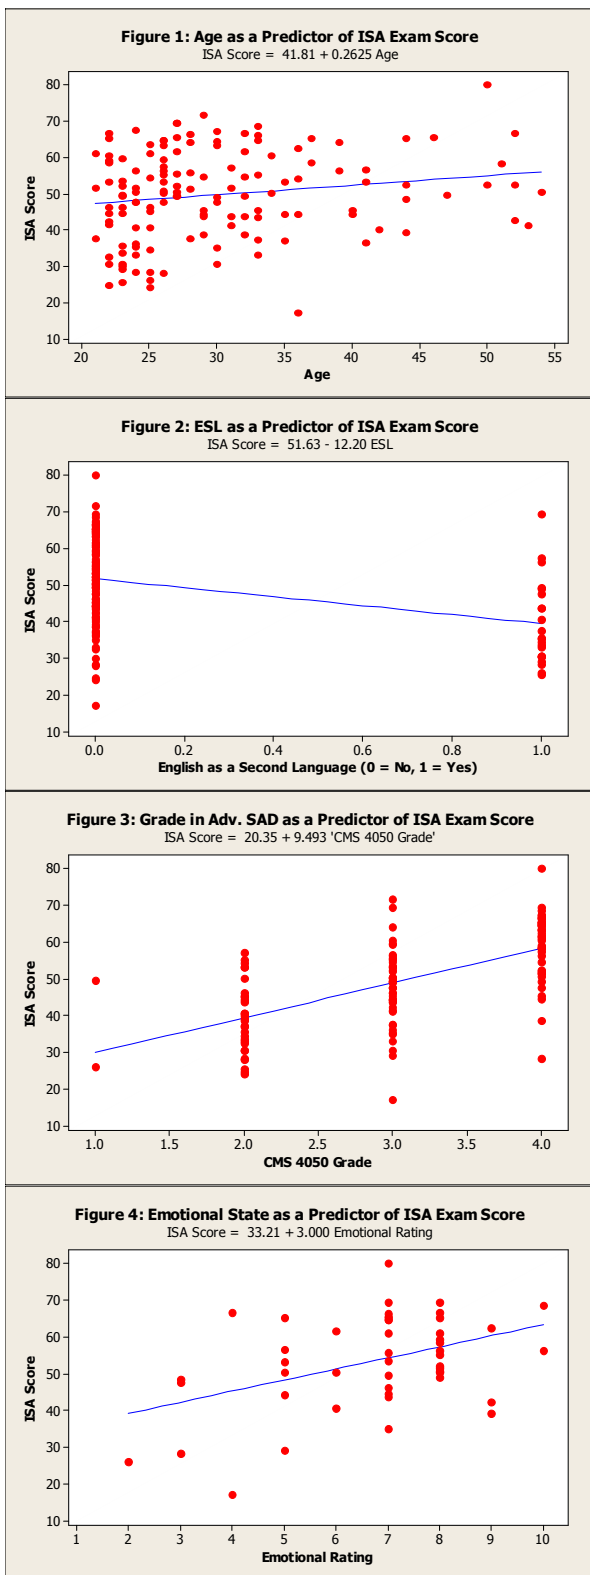 Figure 1: Age as a Predictor of ISA Exam Score
ISA Score = 41.81 + 0.2625 Age
80
70
60
50
40
30
20
10
ISA Score
20 25 30 35 40 45 50 55
Age
Figure 2: ESL as a Predictor of ISA Exam Score
ISA Score = 51.63 - 12.20 ESL
80
70
60
50
40
30
20
10
ISA Score
0.0 0.2 0.4 0.6 0.8 1.0
English as a Second Language (0 = No, 1 = Yes)
Figure 3: Grade in Adv. SAD as a Predictor of ISA Exam Score
ISA Score = 20.35 + 9.493 'CMS 4050 Grade'
80
70
60
50
40
30
20
10
ISA Score
1.0 1.5 2.0 2.5 3.0 3.5 4.0
CMS 4050 Grade
Figure 4: Emotional State as a Predictor of ISA Exam Score
ISA Score = 33.21 + 3.000 Emotional Rating
80
70
60
50
40
30
20
10
ISA Score
1 2 3 4 5 6 7 8 9 10
Emotional Rating